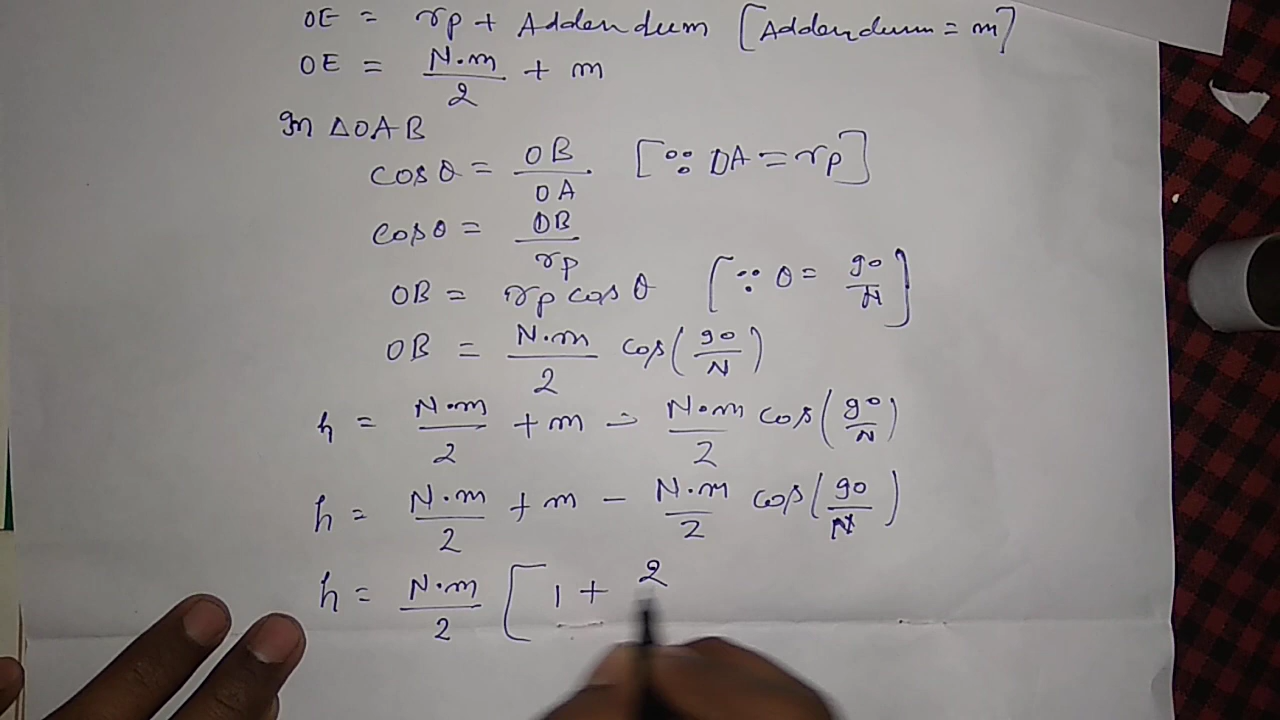 OE = rp + Addendum [Addendum = m]
OE = N.m/2 + m
In △OAB
cos θ = OB/OA [∵ OA = rp]
cos θ = OB/rp
OB = rp cos θ [∵ θ = 90/N]
OB = N.m/2 cos(90/N)
h = N.m/2 + m - N.m/2 cos(90/N)
h = N.m/2 + m - N.m/2 cos(90/N)
h = N.m/2 [1 + 2